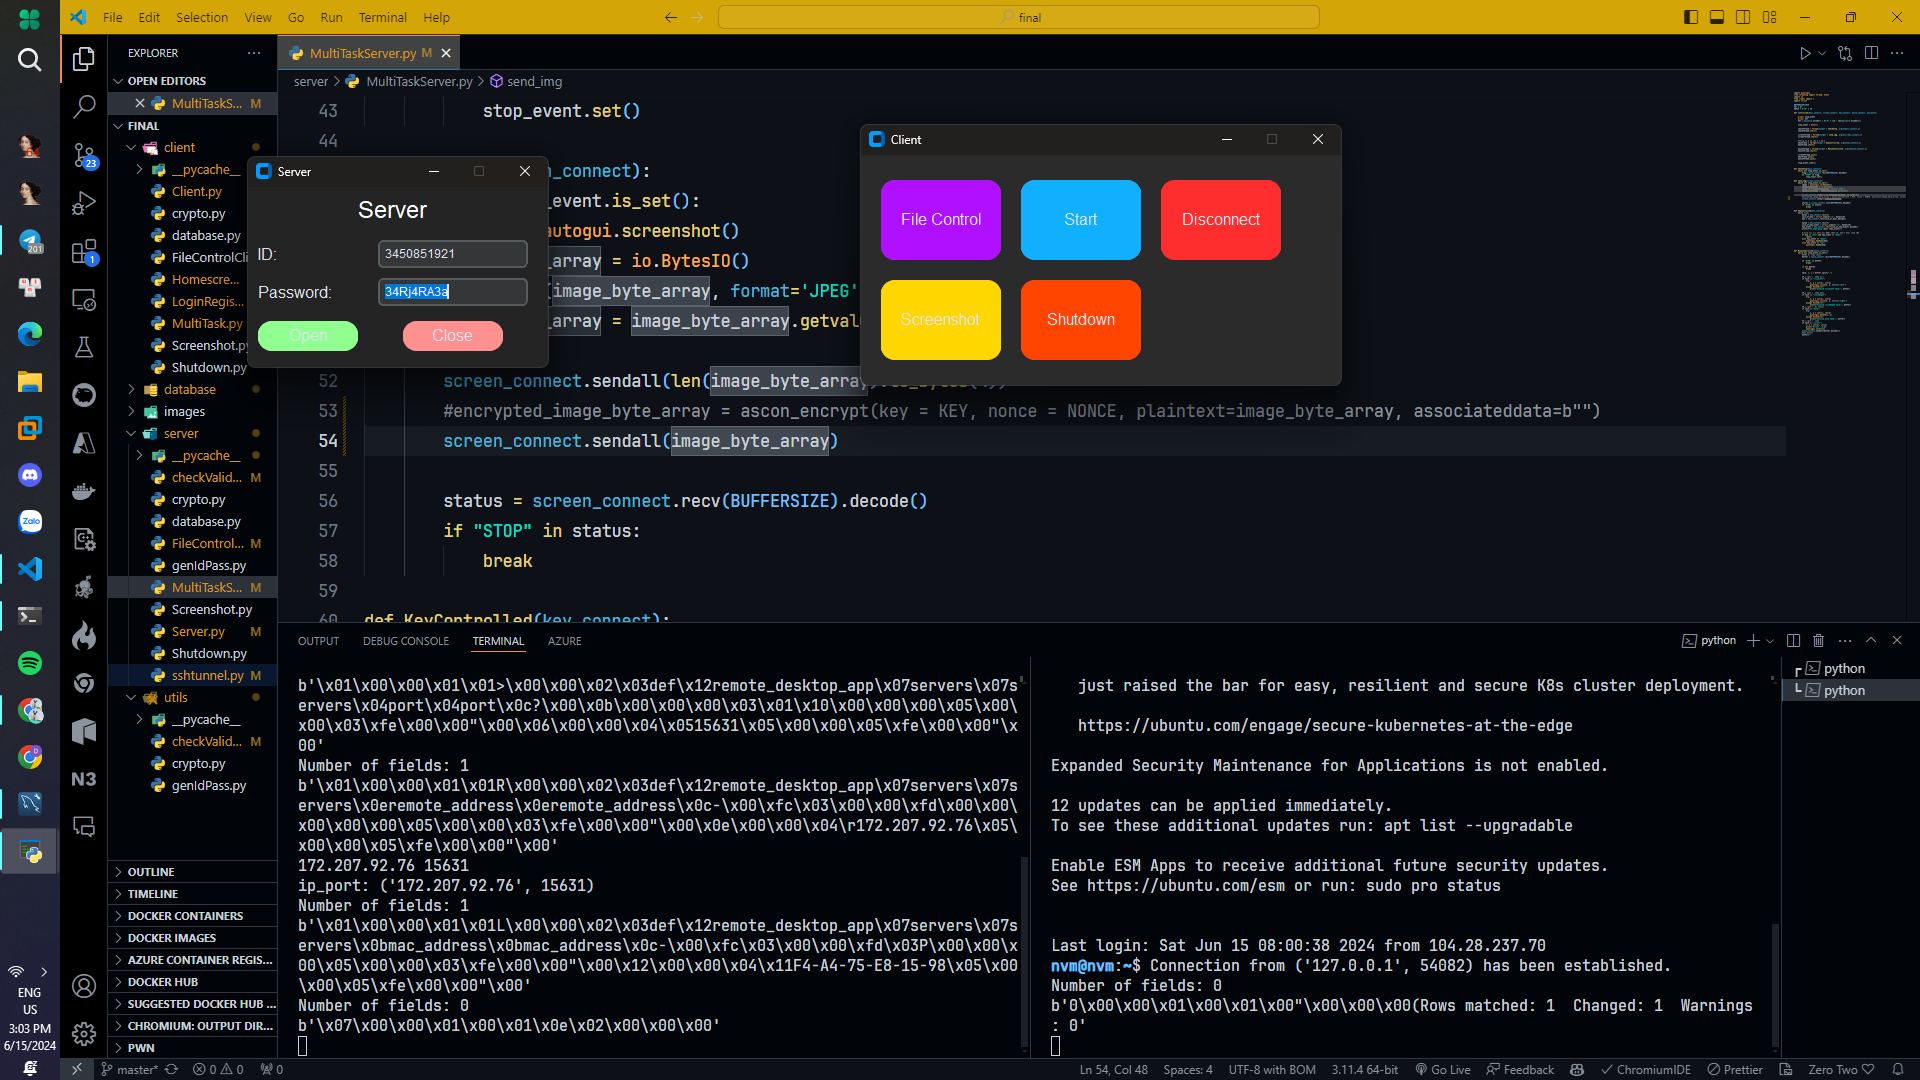 File Edit Selection View Go Run Terminal Help
final
EXPLORER
OPEN EDITORS
MultiTaskS... M
FINAL
client
__pycache__
Client.py
crypto.py
database.py
FileControlCli
Homescre...
LoginRegis...
MultiTask.py
Screenshot.py
Shutdown.py
database
images
server
__pycache__
checkValid... M
crypto.py
database.py
FileControl... M
genIdPass.py
MultiTaskS... M
Screenshot.py
Server.py M
Shutdown.py
sshtunnel.py M
utils
__pycache__
checkValid... M
crypto.py
genIdPass.py
OUTLINE
TIMELINE
DOCKER CONTAINERS
DOCKER IMAGES
AZURE CONTAINER REGIS...
DOCKER HUB
SUGGESTED DOCKER HUB ...
CHROMIUM: OUTPUT DIR...
PWN
23
1
201
Zalo
N3
ENG
US
3:03 PM
6/15/2024
MultiTaskServer.py M
server > MultiTaskServer.py > send_img
43 stop_event.set()
44
_connect):
_event.is_set():
autogui.screenshot()
_array = io.BytesIO()
(image_byte_array, format='JPEG'
_array = image_byte_array.getval
52 screen_connect.sendall(len(image_byte_array
53 #encrypted_image_byte_array = ascon_encrypt(key = KEY, nonce = NONCE, plaintext=image_byte_array, associateddata=b"")
54 screen_connect.sendall(image_byte_array)
55
56 status = screen_connect.recv(BUFFERSIZE).decode()
57 if "STOP" in status:
58 break
59
60 def KeyControlled(key_connect):
Server
Server
ID: 3450851921
Password: 34Rj4RA3a
Open Close
Client
File Control Start Disconnect
Screenshot Shutdown
OUTPUT DEBUG CONSOLE TERMINAL AZURE
python
b'\x01\x00\x00\x01\x01>\x00\x00\x02\x03def\x12remote_desktop_app\x07servers\x07s
ervers\x04port\x04port\x0c?\x00\x0b\x00\x00\x00\x03\x01\x10\x00\x00\x00\x05\x00\
x00\x03\xfe\x00\x00"\x00\x06\x00\x00\x04\x0515631\x05\x00\x00\x05\xfe\x00\x00"\x
00'
Number of fields: 1
b'\x01\x00\x00\x01\x01R\x00\x00\x02\x03def\x12remote_desktop_app\x07servers\x07s
ervers\x0eremote_address\x0eremote_address\x0c-\x00\xfc\x03\x00\x00\xfd\x00\x00\
x00\x00\x05\x00\x00\x03\xfe\x00\x00"\x00\x0e\x00\x00\x04\r172.207.92.76\x05\
x00\x00\x05\xfe\x00\x00"\x00'
172.207.92.76 15631
ip_port: ('172.207.92.76', 15631)
Number of fields: 1
b'\x01\x00\x00\x01\x01L\x00\x00\x02\x03def\x12remote_desktop_app\x07servers\x07s
ervers\x0bmac_address\x0bmac_address\x0c-\x00\xfc\x03\x00\x00\xfd\x03P\x00\x00\x
00\x05\x00\x00\x03\xfe\x00\x00"\x00\x12\x00\x00\x04\x11F4-A4-75-E8-15-98\x05\x00
\x00\x05\xfe\x00\x00"\x00'
Number of fields: 0
b'\x07\x00\x00\x01\x00\x01\x0e\x02\x00\x00\x00'
just raised the bar for easy, resilient and secure K8s cluster deployment.
https://ubuntu.com/engage/secure-kubernetes-at-the-edge
Expanded Security Maintenance for Applications is not enabled.
12 updates can be applied immediately.
To see these additional updates run: apt list --upgradable
Enable ESM Apps to receive additional future security updates.
See https://ubuntu.com/esm or run: sudo pro status
Last login: Sat Jun 15 08:00:38 2024 from 104.28.237.70
nvm@nvm:~$ Connection from ('127.0.0.1', 54082) has been established.
Number of fields: 0
b'0\x00\x00\x01\x00\x01\x00"\x00\x00\x00(Rows matched: 1  Changed: 1  Warnings
: 0'
python
python
master* 0 0 0
Ln 54, Col 48 Spaces: 4 UTF-8 with BOM 3.11.4 64-bit Go Live Feedback ChromiumIDE Prettier Zero Two